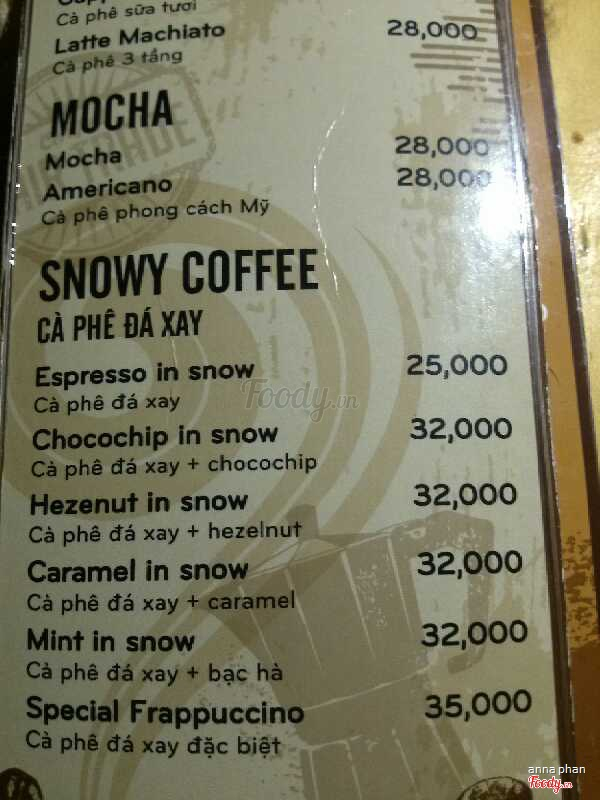 Cà phê sữa tươi
Latte Machiato 28,000
Cà phê 3 tầng
MOCHA
Mocha 28,000
Americano 28,000
Cà phê phong cách Mỹ
SNOWY COFFEE
CÀ PHÊ ĐÁ XAY
Espresso in snow 25,000
Cà phê đá xay
Foody.vn
Chocochip in snow 32,000
Cà phê đá xay + chocochip
Hezenut in snow 32,000
Cà phê đá xay + hezelnut
Caramel in snow 32,000
Cà phê đá xay + caramel
Mint in snow 32,000
Cà phê đá xay + bạc hà
Special Frappuccino 35,000
Cà phê đá xay đặc biệt
anna phan
Foody.vn